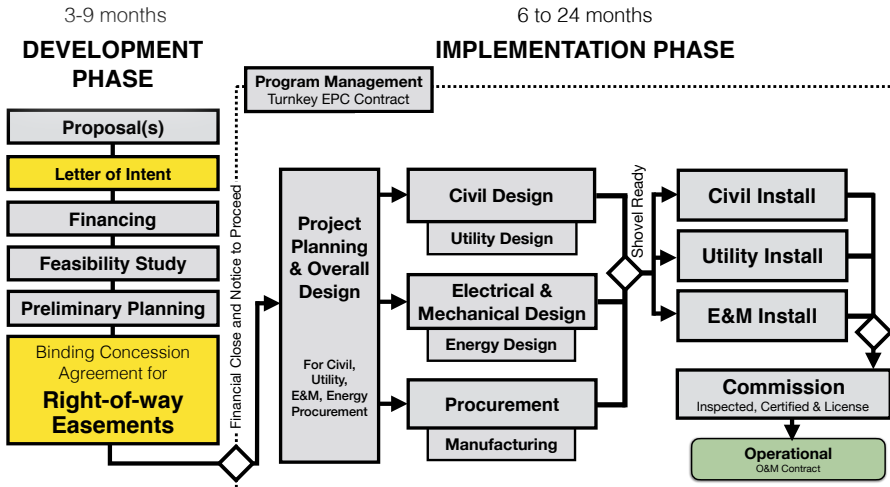 3-9 months
DEVELOPMENT
PHASE
Proposal(s)
Letter of Intent
Financing
Feasibility Study
Preliminary Planning
Binding Concession
Agreement for
Right-of-way
Easements
Financial Close and Notice to Proceed
6 to 24 months
IMPLEMENTATION PHASE
Program Management
Turnkey EPC Contract
Project
Planning
& Overall
Design
For Civil,
Utility,
E&M, Energy
Procurement
Civil Design
Utility Design
Electrical &
Mechanical Design
Energy Design
Procurement
Manufacturing
Shovel Ready
Civil Install
Utility Install
E&M Install
Commission
Inspected, Certified & License
Operational
O&M Contract